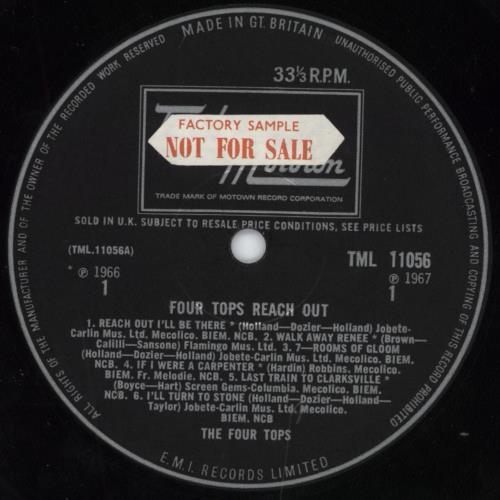 MADE IN GT. BRITAIN
UNAUTHORISED PUBLIC PERFORMANCE BROADCASTING AND COPYING OF THIS RECORD PROHIBITED
ALL RIGHTS OF THE MANUFACTURER AND OF THE OWNER OF THE RECORDED WORK RESERVED
33⅓ R.P.M.
FACTORY SAMPLE
NOT FOR SALE
Motown
TRADE MARK OF MOTOWN RECORD CORPORATION
SOLD IN U.K. SUBJECT TO RESALE PRICE CONDITIONS, SEE PRICE LISTS
(TML.11056A)
TML 11056
* ℗ 1966
℗ 1967
1
1
FOUR TOPS REACH OUT
1. REACH OUT I'LL BE THERE * (Holland—Dozier—Holland) Jobete-
Carlin Mus. Ltd. Mecolico. BIEM. NCB. 2. WALK AWAY RENEE * (Brown—
Calilli—Sansone) Flamingo Mus. Ltd. 3. 7—ROOMS OF GLOOM
(Holland—Dozier—Holland) Jobete-Carlin Mus. Ltd. Mecolico. BIEM.
NCB. 4. IF I WERE A CARPENTER * (Hardin) Robbins. Mecolico.
BIEM. Fr. Melodie. NCB. 5. LAST TRAIN TO CLARKSVILLE *
(Boyce—Hart) Screen Gems-Columbia. Mecolico. BIEM.
NCB. 6. I'LL TURN TO STONE (Holland—Dozier—Holland—
Taylor) Jobete-Carlin Mus. Ltd. Mecolico.
BIEM. NCB
THE FOUR TOPS
E.M.I. RECORDS LIMITED